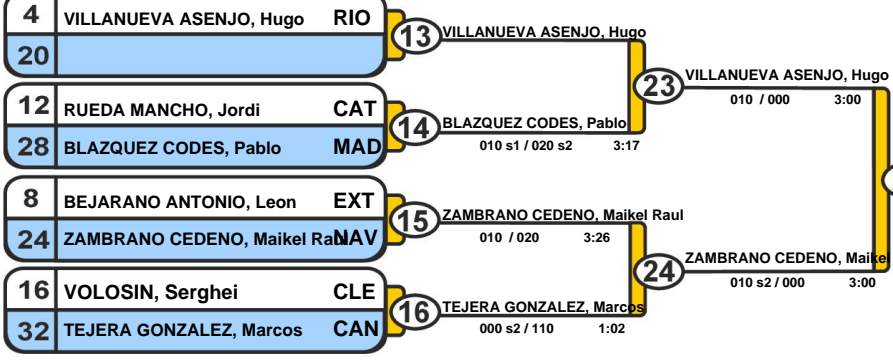 4 VILLANUEVA ASENJO, Hugo RIO
20
13 VILLANUEVA ASENJO, Hugo
12 RUEDA MANCHO, Jordi CAT
28 BLAZQUEZ CODES, Pablo MAD
14 BLAZQUEZ CODES, Pablo
010 s1 / 020 s2 3:17
23 VILLANUEVA ASENJO, Hugo
010 / 000 3:00
8 BEJARANO ANTONIO, Leon EXT
24 ZAMBRANO CEDENO, Maikel Raul NAV
15 ZAMBRANO CEDENO, Maikel Raul
010 / 020 3:26
16 VOLOSIN, Serghei CLE
32 TEJERA GONZALEZ, Marcos CAN
16 TEJERA GONZALEZ, Marcos
000 s2 / 110 1:02
24 ZAMBRANO CEDENO, Maikel
010 s2 / 000 3:00